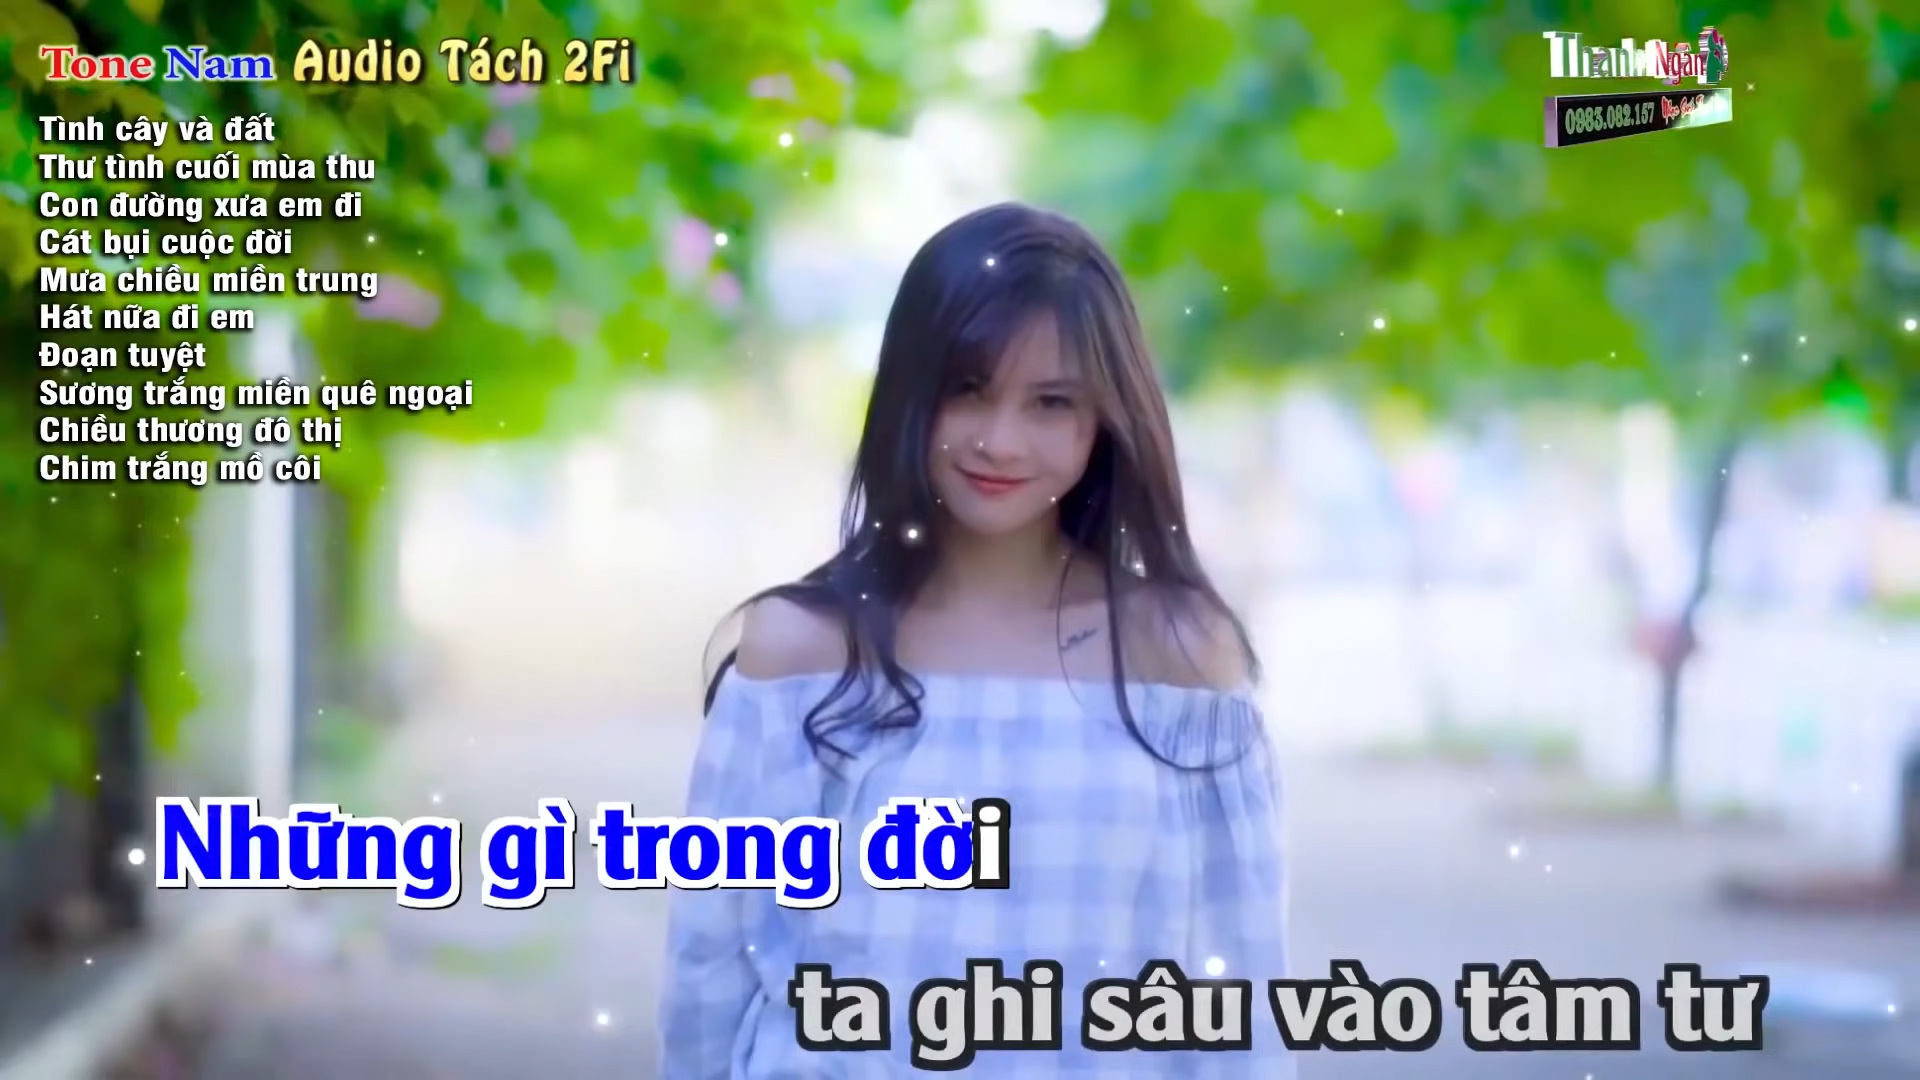 Tone Nam Audio Tách 2Fi
Tình cây và đất
Thư tình cuối mùa thu
Con đường xưa em đi
Cát bụi cuộc đời
Mưa chiều miền trung
Hát nữa đi em
Đoạn tuyệt
Sương trắng miền quê ngoại
Chiều thương đô thị
Chim trắng mồ côi
Thanh Ngân
0983.082.157
Những gì trong đời
ta ghi sâu vào tâm tư